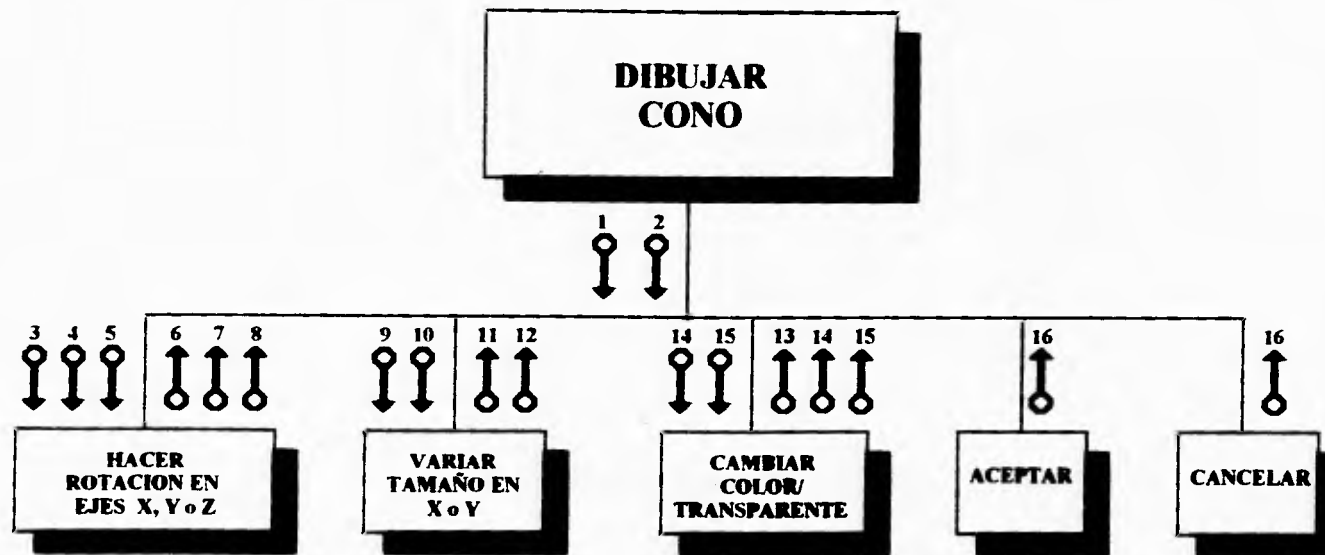 DIBUJAR
CONO
1 2
3 4 5 6 7 8 9 10 11 12 14 15 13 14 15 16 16
HACER
ROTACION EN
EJES X, Y o Z
VARIAR
TAMAÑO EN
X o Y
CAMBIAR
COLOR/
TRANSPARENTE
ACEPTAR
CANCELAR